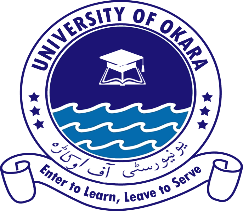 UNIVERSITY OF OKARA
یونیورسٹی آف اوکاڑہ
Enter to Learn, Leave to Serve